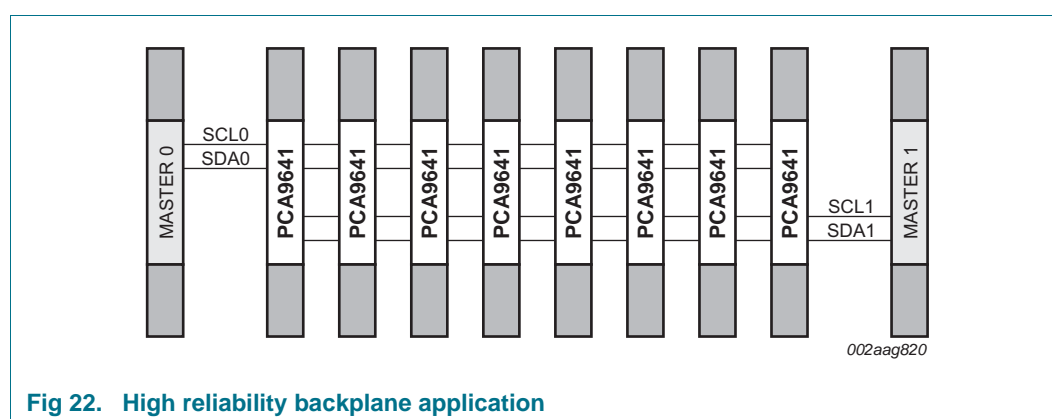 MASTER 0
SCL0
SDA0
PCA9641
PCA9641
PCA9641
PCA9641
PCA9641
PCA9641
PCA9641
PCA9641
SCL1
SDA1
MASTER 1
002aag820
Fig 22. High reliability backplane application